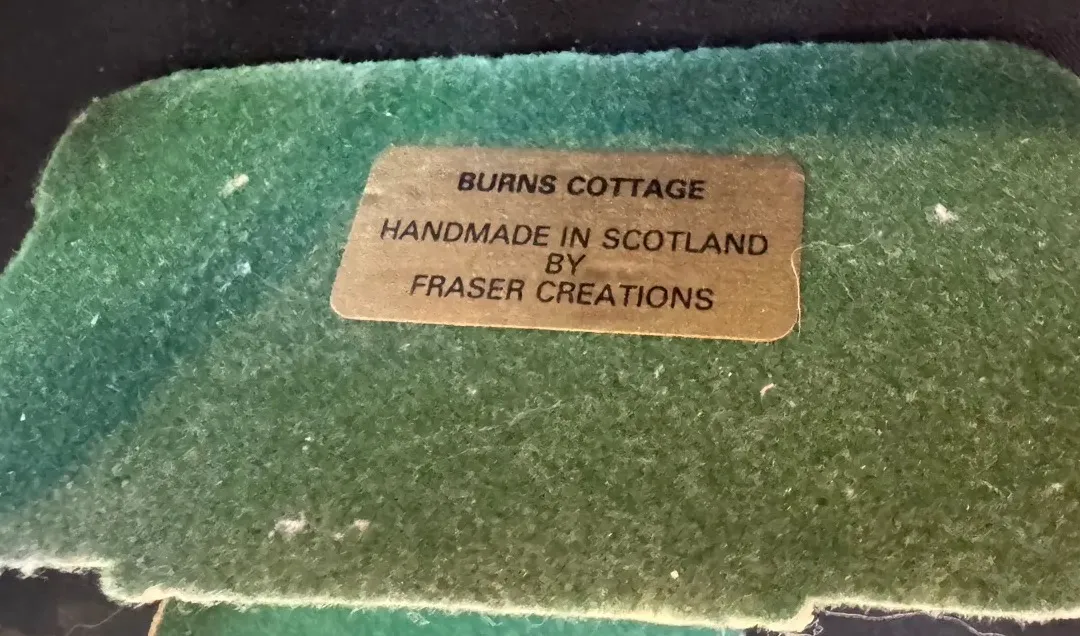 BURNS COTTAGE
HANDMADE IN SCOTLAND
BY
FRASER CREATIONS